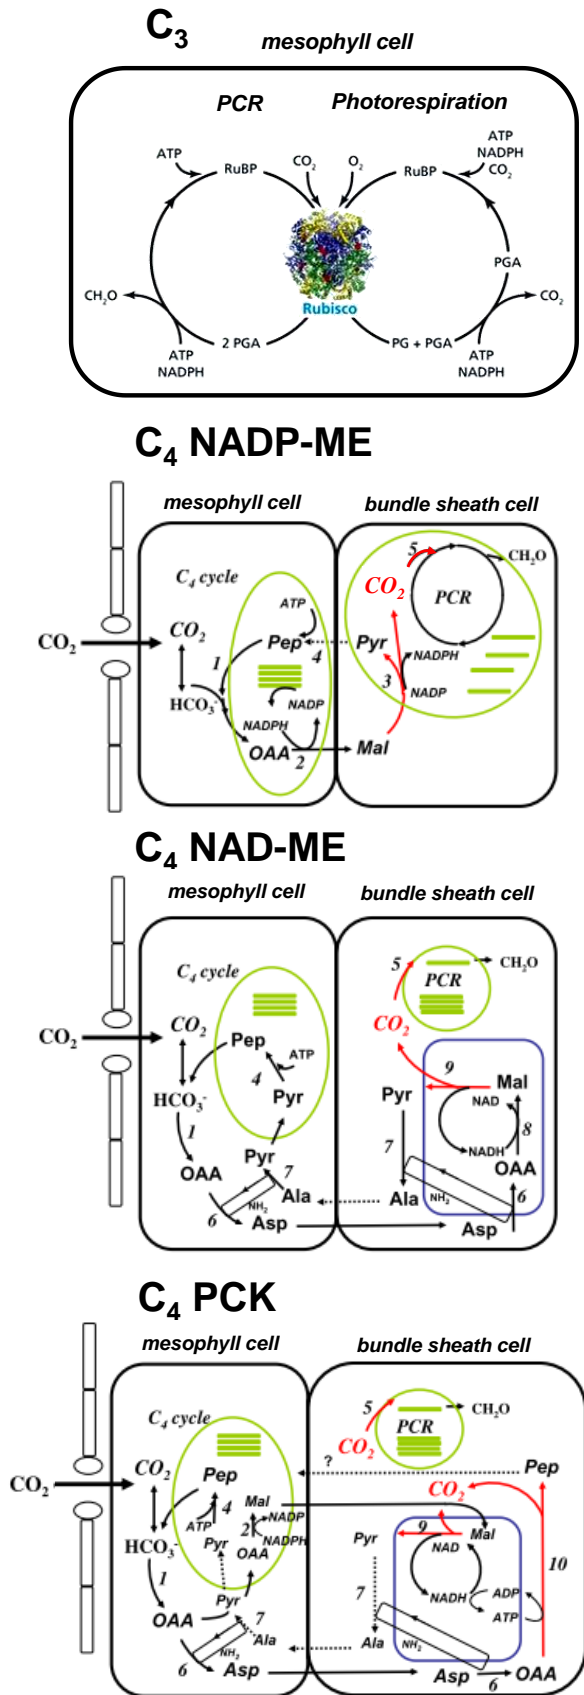 C₃
mesophyll cell
PCR
Photorespiration
ATP
RuBP
CO₂
O₂
RuBP
ATP
NADPH
CO₂
PGA
CH₂O
CO₂
Rubisco
2 PGA
PG + PGA
ATP
NADPH
ATP
NADPH
C₄ NADP-ME
mesophyll cell
bundle sheath cell
5
CH₂O
C₄ cycle
CO₂
PCR
ATP
CO₂
CO₂
1
Pep
4
Pyr
NADPH
3
NADP
HCO₃⁻
NADP
NADPH
OAA
2
Mal
C₄ NAD-ME
mesophyll cell
bundle sheath cell
5
CH₂O
C₄ cycle
PCR
CO₂
CO₂
CO₂
Pep
ATP
9
4
Mal
HCO₃⁻
Pyr
Pyr
NAD
1
8
NADH
OAA
Pyr
7
7
OAA
6
Ala
Ala
NH₂
6
NH₂
Asp
Asp
C₄ PCK
mesophyll cell
bundle sheath cell
5
CH₂O
C₄ cycle
PCR
CO₂
?
CO₂
CO₂
Pep
Pep
CO₂
4
Mal
NADP
ATP
2
NADPH
9
Mal
HCO₃⁻
Pyr
OAA
Pyr
NAD
1
10
Pyr
7
NADH
ADP
ATP
OAA
7
Ala
Ala
NH₂
NH₂
6
Asp
Asp
6
OAA